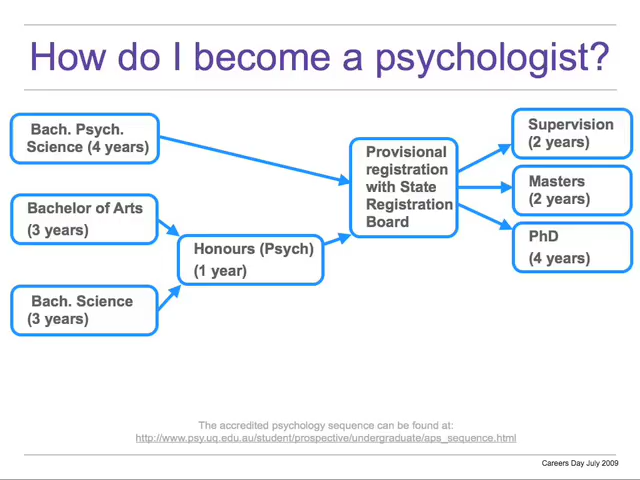 How do I become a psychologist?
Bach. Psych.
Science (4 years)
Bachelor of Arts
(3 years)
Bach. Science
(3 years)
Honours (Psych)
(1 year)
Provisional
registration
with State
Registration
Board
Supervision
(2 years)
Masters
(2 years)
PhD
(4 years)
The accredited psychology sequence can be found at:
http://www.psy.uq.edu.au/student/prospective/undergraduate/aps_sequence.html
Careers Day July 2009